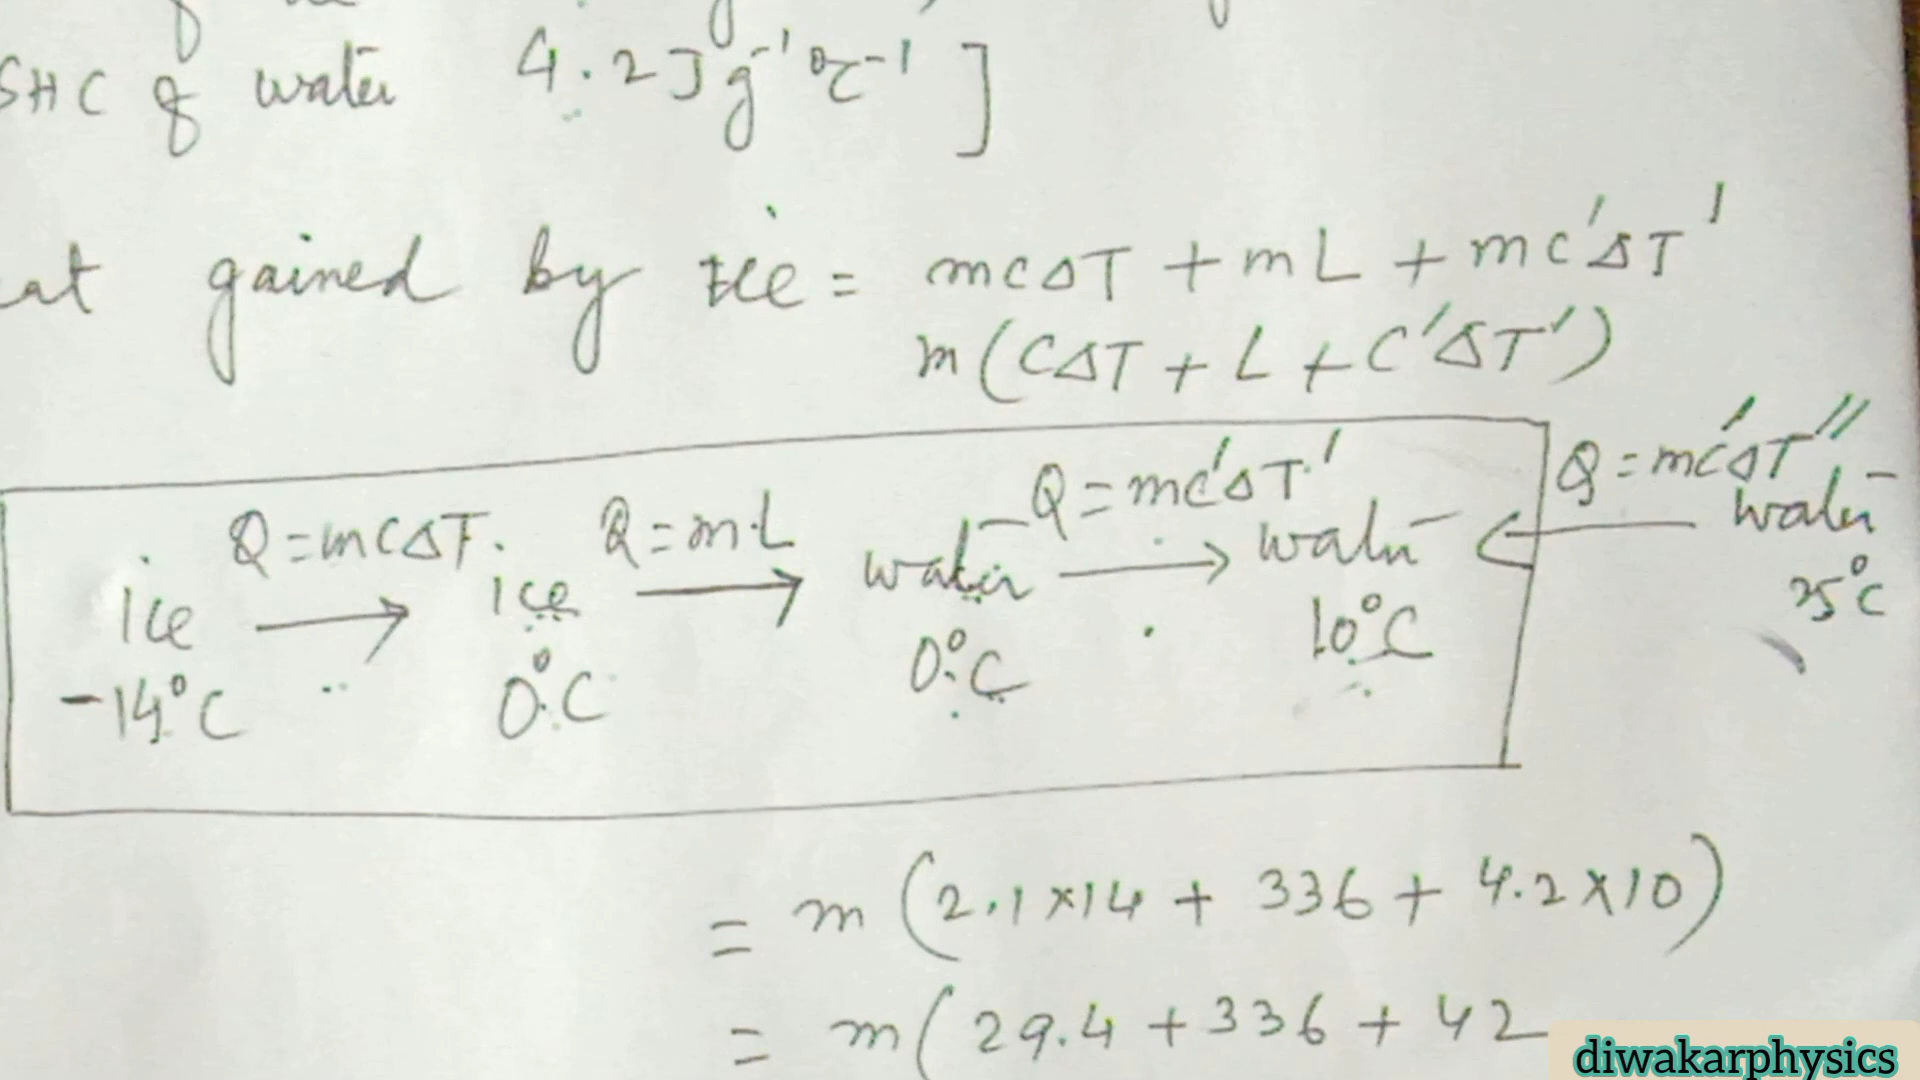 SHC of water 4.2 J g⁻¹ °C⁻¹ ]
at gained by Ice = mcΔT + mL + mc'ΔT'
m(CΔT + L + C'ΔT')
Q = mc'ΔT''
Q = mCΔT. Q = mL Q = mc'ΔT'
ice → ice → water → water ← water
-14°C 0°C 0°C 10°C 25°C
= m (2.1×14 + 336 + 4.2×10)
= m ( 29.4 + 336 + 42
diwakarphysics